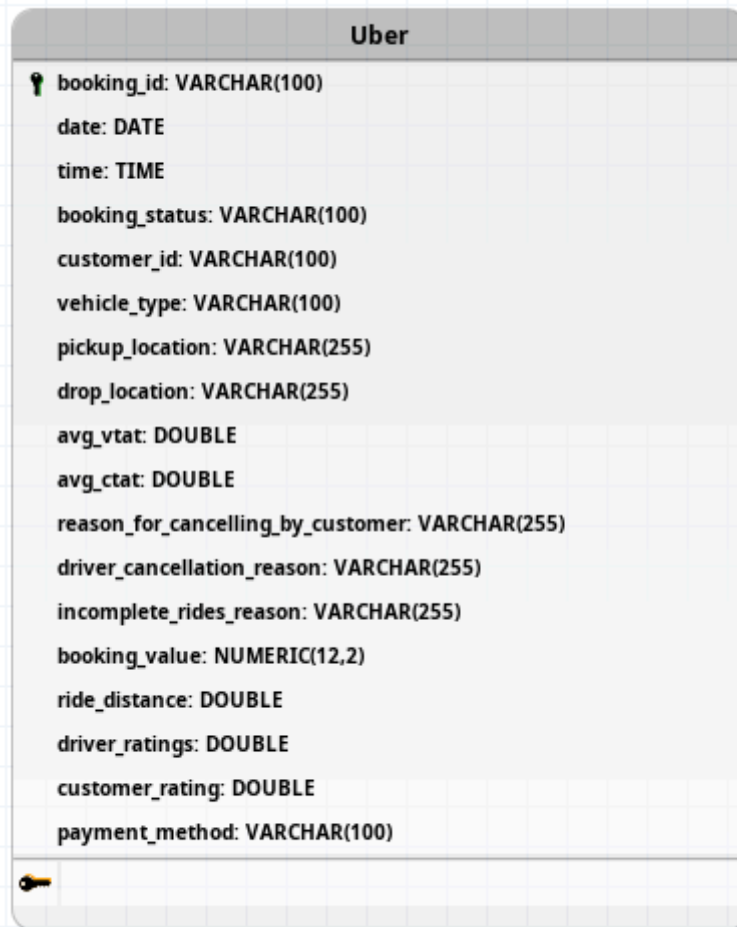 Uber
booking_id: VARCHAR(100)
date: DATE
time: TIME
booking_status: VARCHAR(100)
customer_id: VARCHAR(100)
vehicle_type: VARCHAR(100)
pickup_location: VARCHAR(255)
drop_location: VARCHAR(255)
avg_vtat: DOUBLE
avg_ctat: DOUBLE
reason_for_cancelling_by_customer: VARCHAR(255)
driver_cancellation_reason: VARCHAR(255)
incomplete_rides_reason: VARCHAR(255)
booking_value: NUMERIC(12,2)
ride_distance: DOUBLE
driver_ratings: DOUBLE
customer_rating: DOUBLE
payment_method: VARCHAR(100)